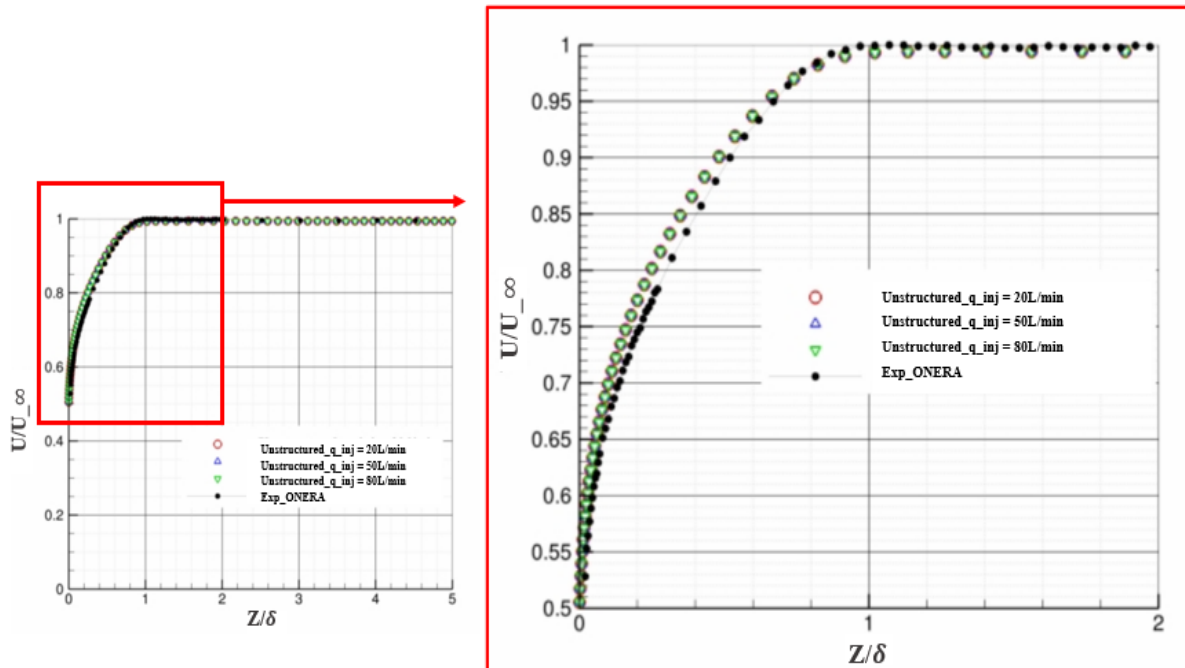 1
0.8
0.6
0.4
0.2
0
U/U_∞
0
1
2
3
4
5
Z/δ
Unstructured_q_inj = 20L/min
Unstructured_q_inj = 50L/min
Unstructured_q_inj = 80L/min
Exp_ONERA
1
0.95
0.9
0.85
0.8
0.75
0.7
0.65
0.6
0.55
0.5
U/U_∞
0
1
2
Z/δ
Unstructured_q_inj = 20L/min
Unstructured_q_inj = 50L/min
Unstructured_q_inj = 80L/min
Exp_ONERA